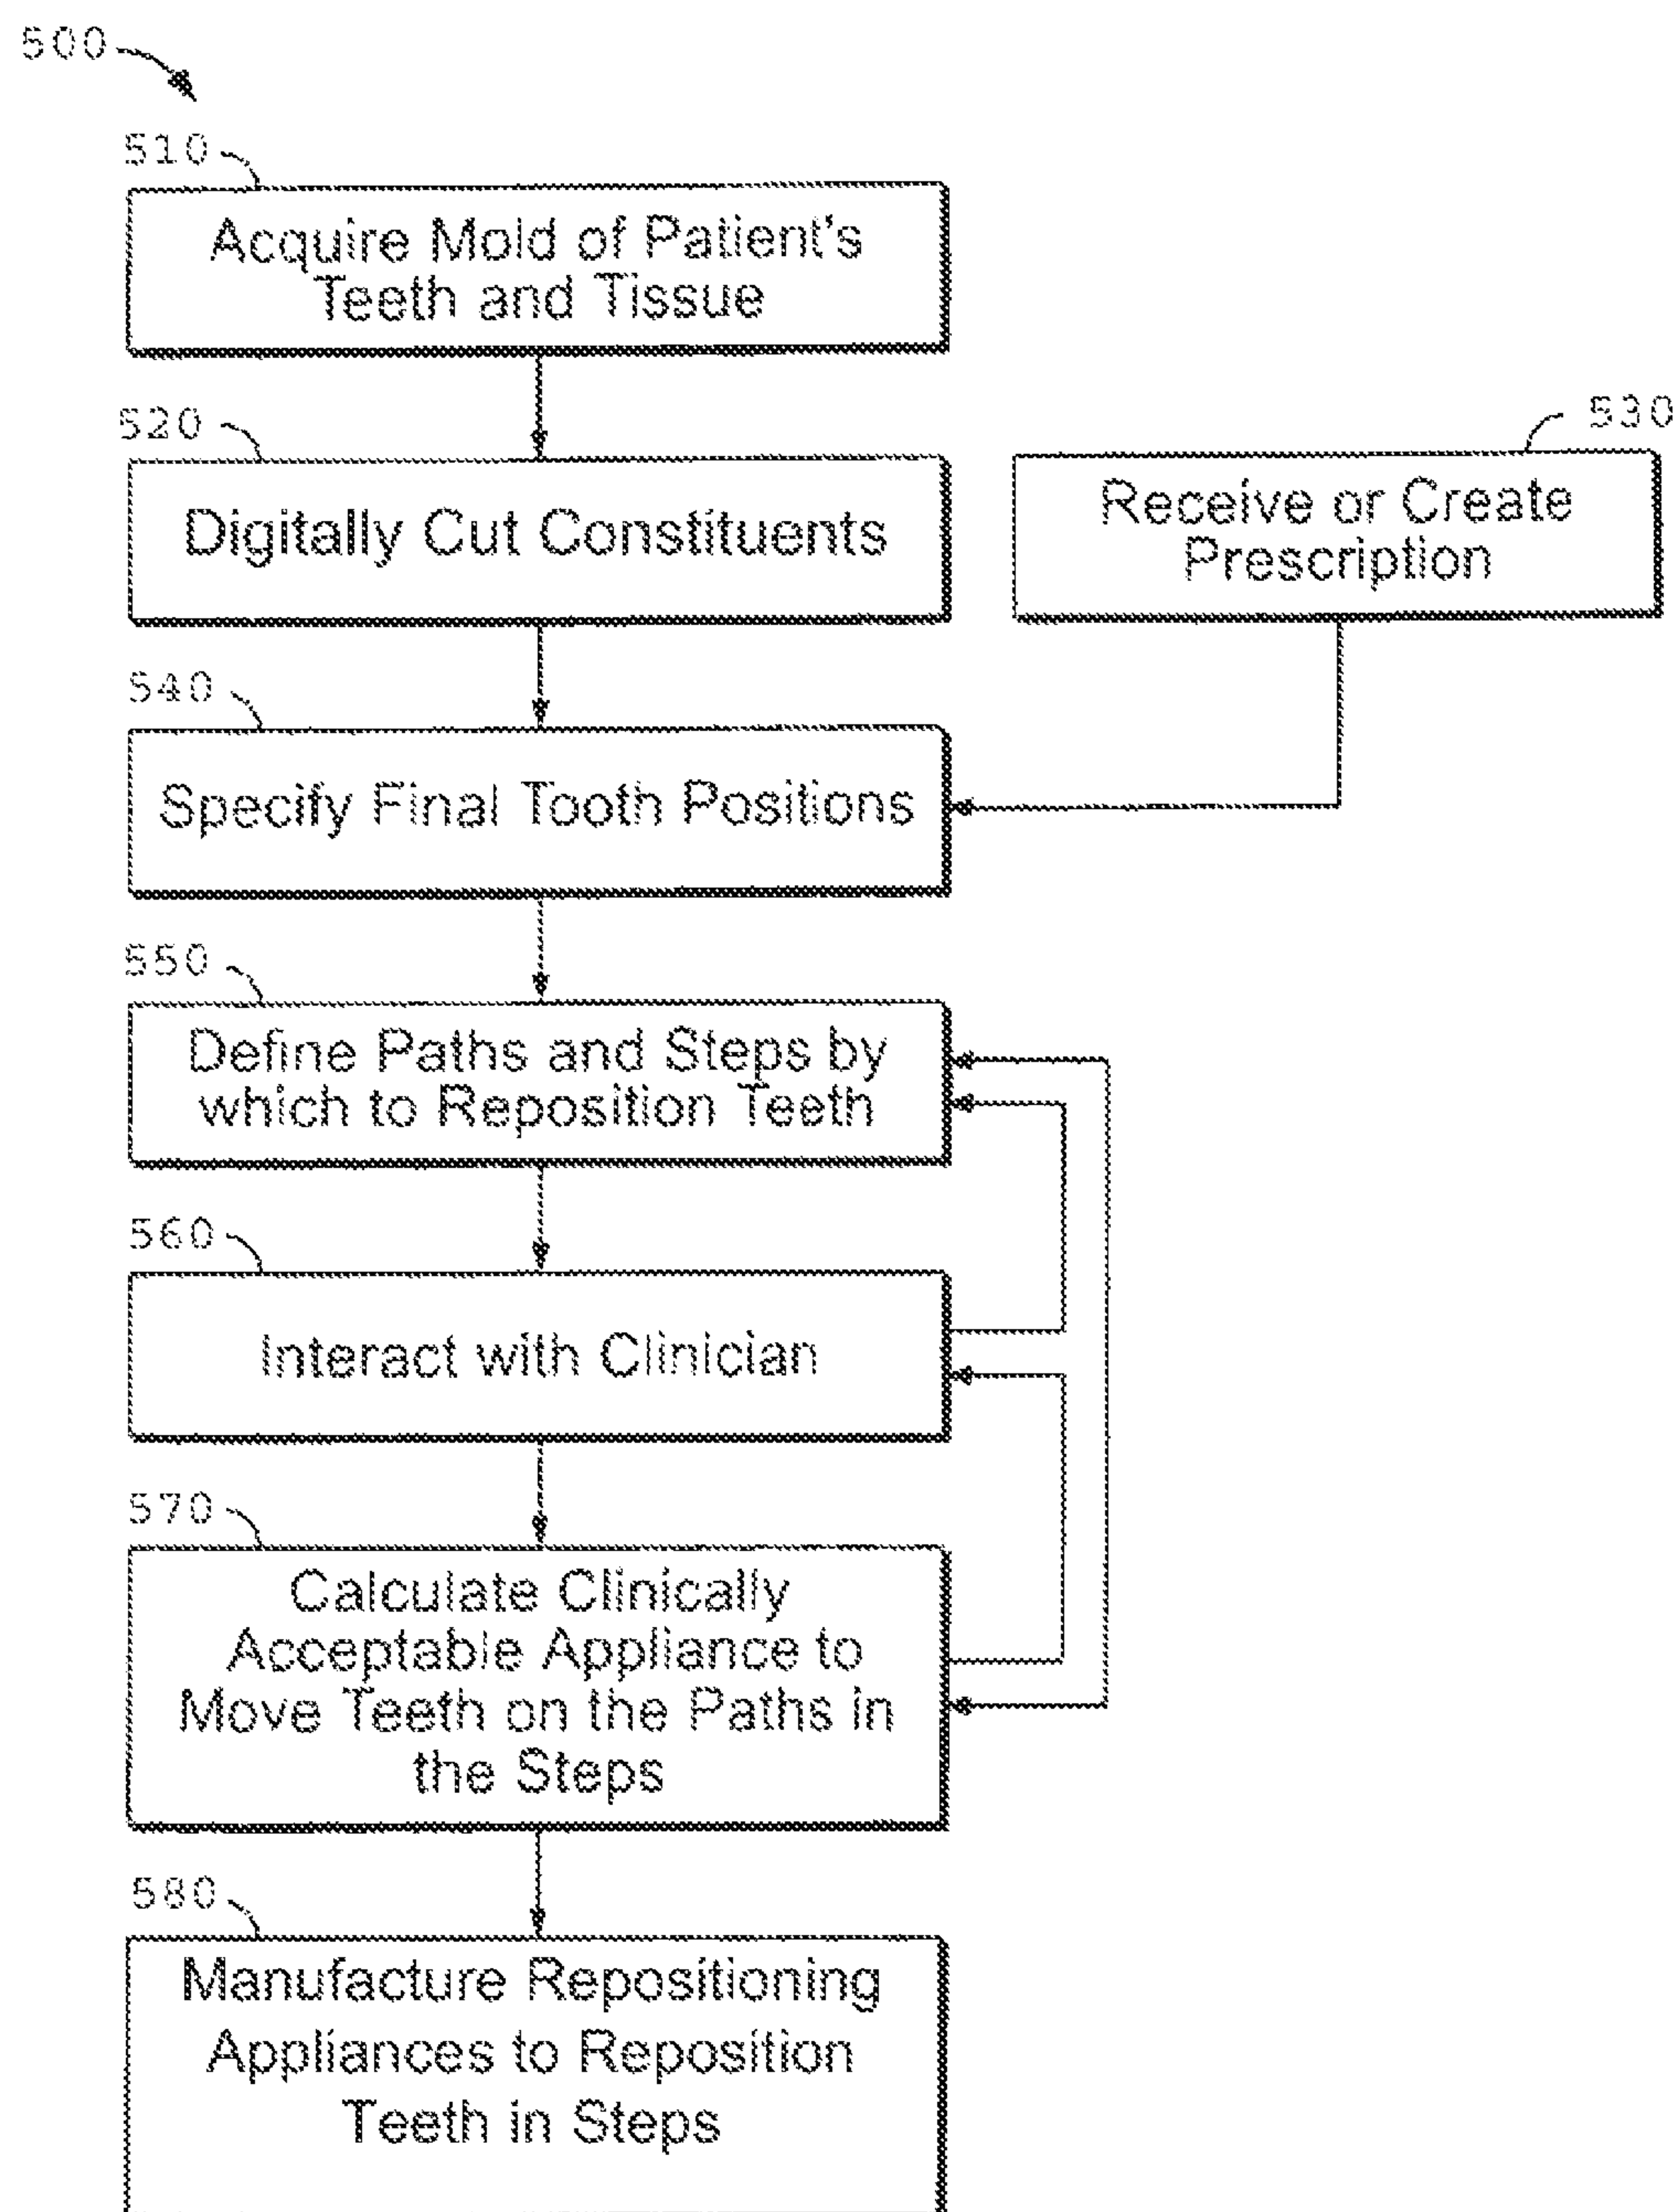 500
510
Acquire Mold of Patient's
Teeth and Tissue
520
Digitally Cut Constituents
530
Receive or Create
Prescription
540
Specify Final Tooth Positions
550
Define Paths and Steps by
which to Reposition Teeth
560
Interact with Clinician
570
Calculate Clinically
Acceptable Appliance to
Move Teeth on the Paths in
the Steps
580
Manufacture Repositioning
Appliances to Reposition
Teeth in Steps